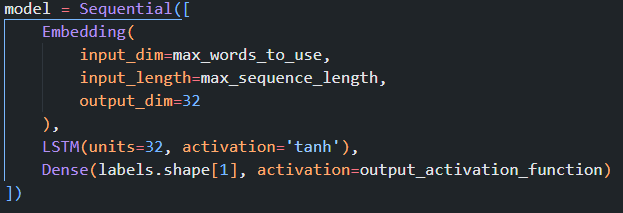 model = Sequential([
    Embedding(
        input_dim=max_words_to_use,
        input_length=max_sequence_length,
        output_dim=32
    ),
    LSTM(units=32, activation='tanh'),
    Dense(labels.shape[1], activation=output_activation_function)
])